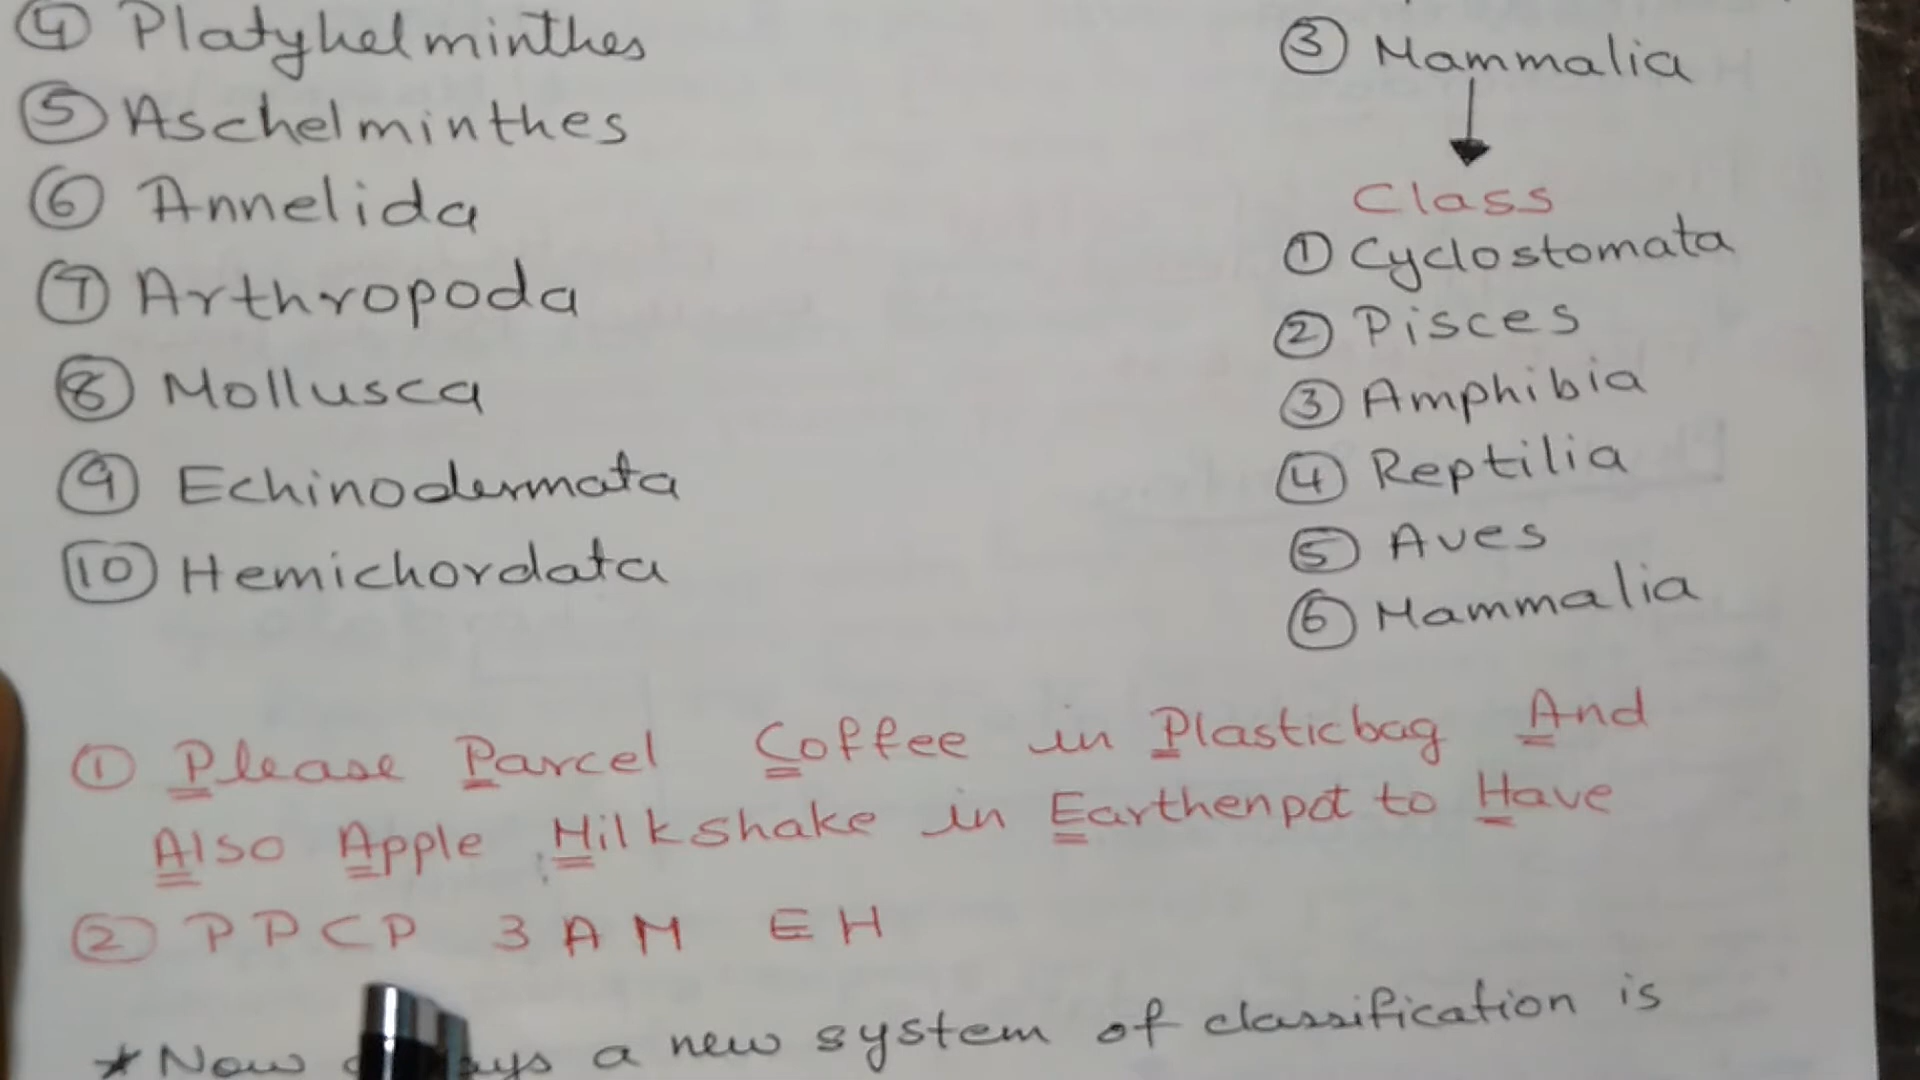 ④ Platyhelminthes
⑤ Aschelminthes
⑥ Annelida
⑦ Arthropoda
⑧ Mollusca
⑨ Echinodermata
⑩ Hemichordata
③ Mammalia
Class
① Cyclostomata
② Pisces
③ Amphibia
④ Reptilia
⑤ Aves
⑥ Mammalia
① Please Parcel Coffee in Plasticbag And
Also Apple Milkshake in Earthenpot to Have
② PPCP 3AM EH
* Now a new system of classification is